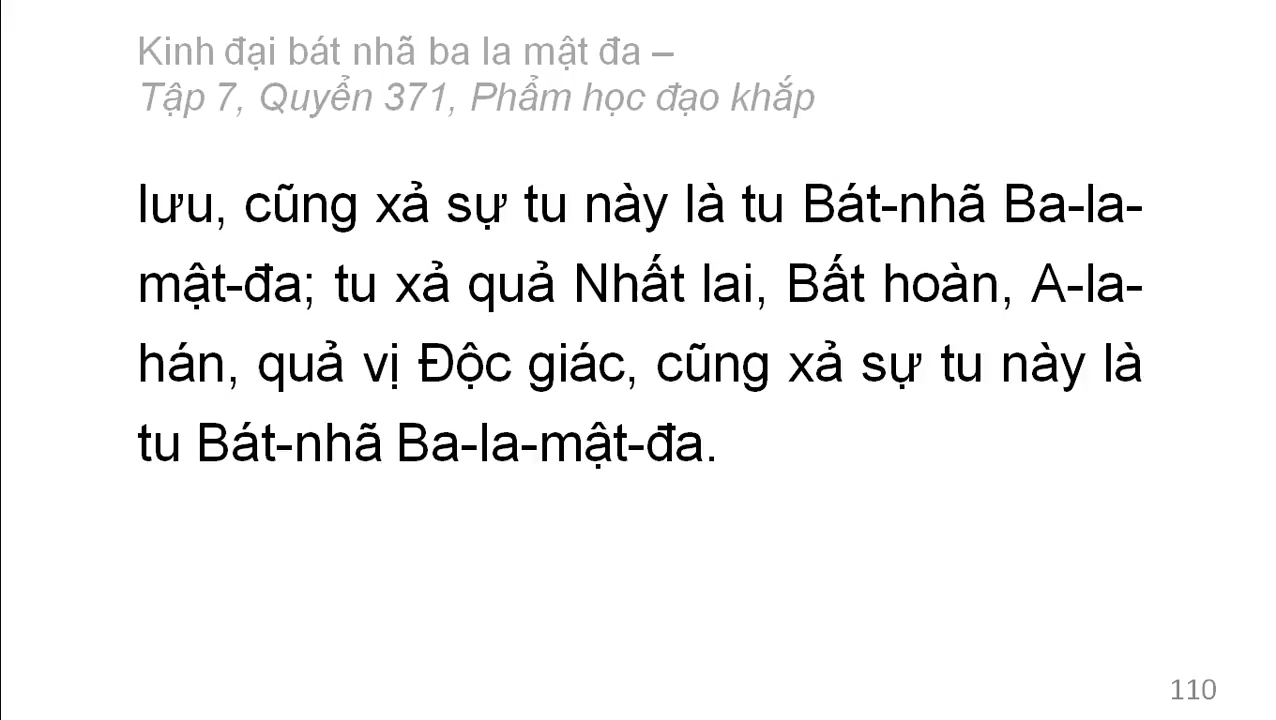 Kinh đại bát nhã ba la mật đa –
Tập 7, Quyển 371, Phẩm học đạo khắp
lưu, cũng xả sự tu này là tu Bát-nhã Ba-la-
mật-đa; tu xả quả Nhất lai, Bất hoàn, A-la-
hán, quả vị Độc giác, cũng xả sự tu này là
tu Bát-nhã Ba-la-mật-đa.
110